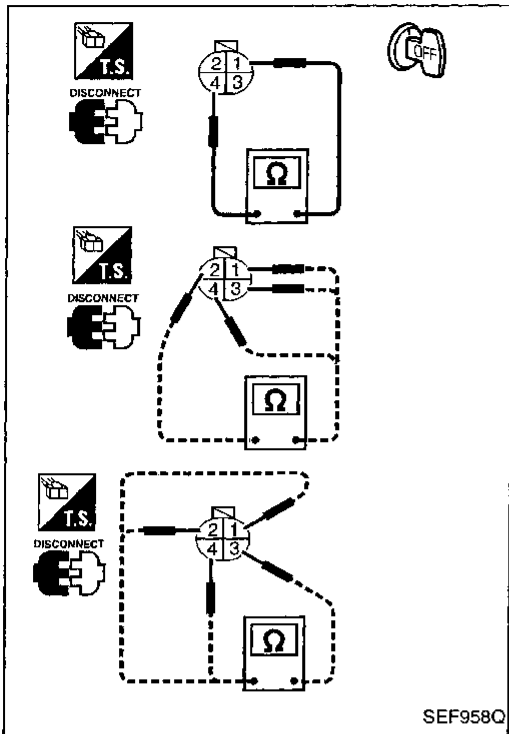 OFF
T.S.
DISCONNECT
2 1
4 3
Ω
T.S.
DISCONNECT
2 1
4 3
Ω
T.S.
DISCONNECT
2 1
4 3
Ω
SEF958Q